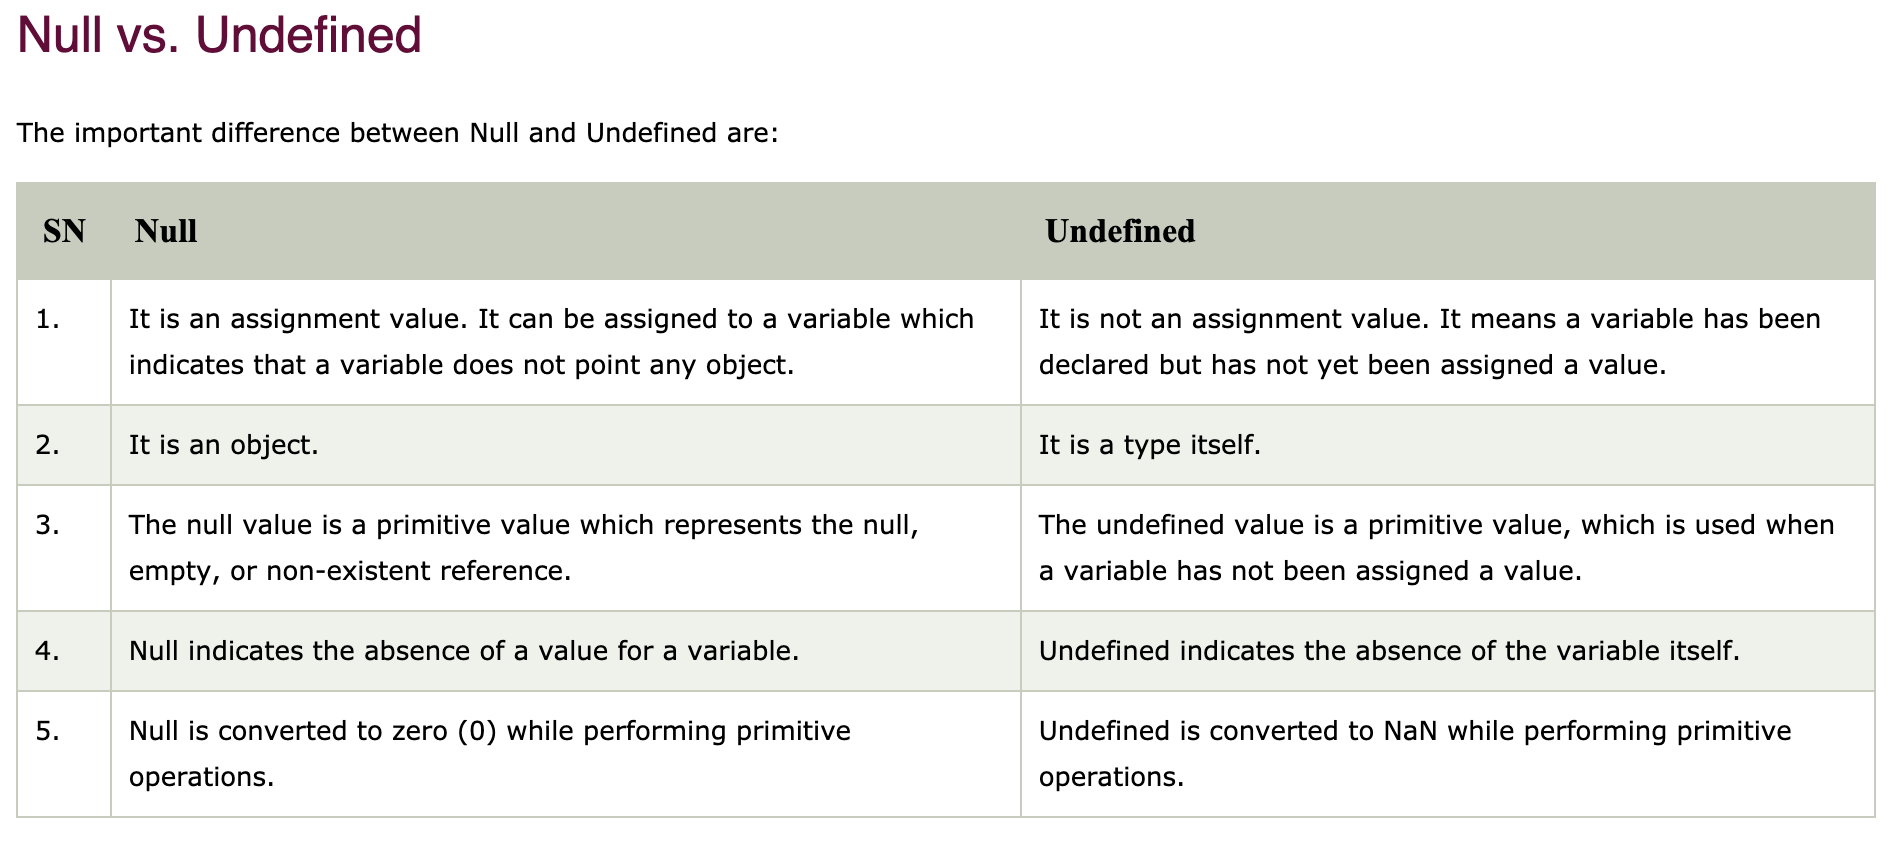 Null vs. Undefined
The important difference between Null and Undefined are:
SN Null Undefined
1. It is an assignment value. It can be assigned to a variable which
indicates that a variable does not point any object.
It is not an assignment value. It means a variable has been
declared but has not yet been assigned a value.
2. It is an object. It is a type itself.
3. The null value is a primitive value which represents the null,
empty, or non-existent reference.
The undefined value is a primitive value, which is used when
a variable has not been assigned a value.
4. Null indicates the absence of a value for a variable. Undefined indicates the absence of the variable itself.
5. Null is converted to zero (0) while performing primitive
operations.
Undefined is converted to NaN while performing primitive
operations.